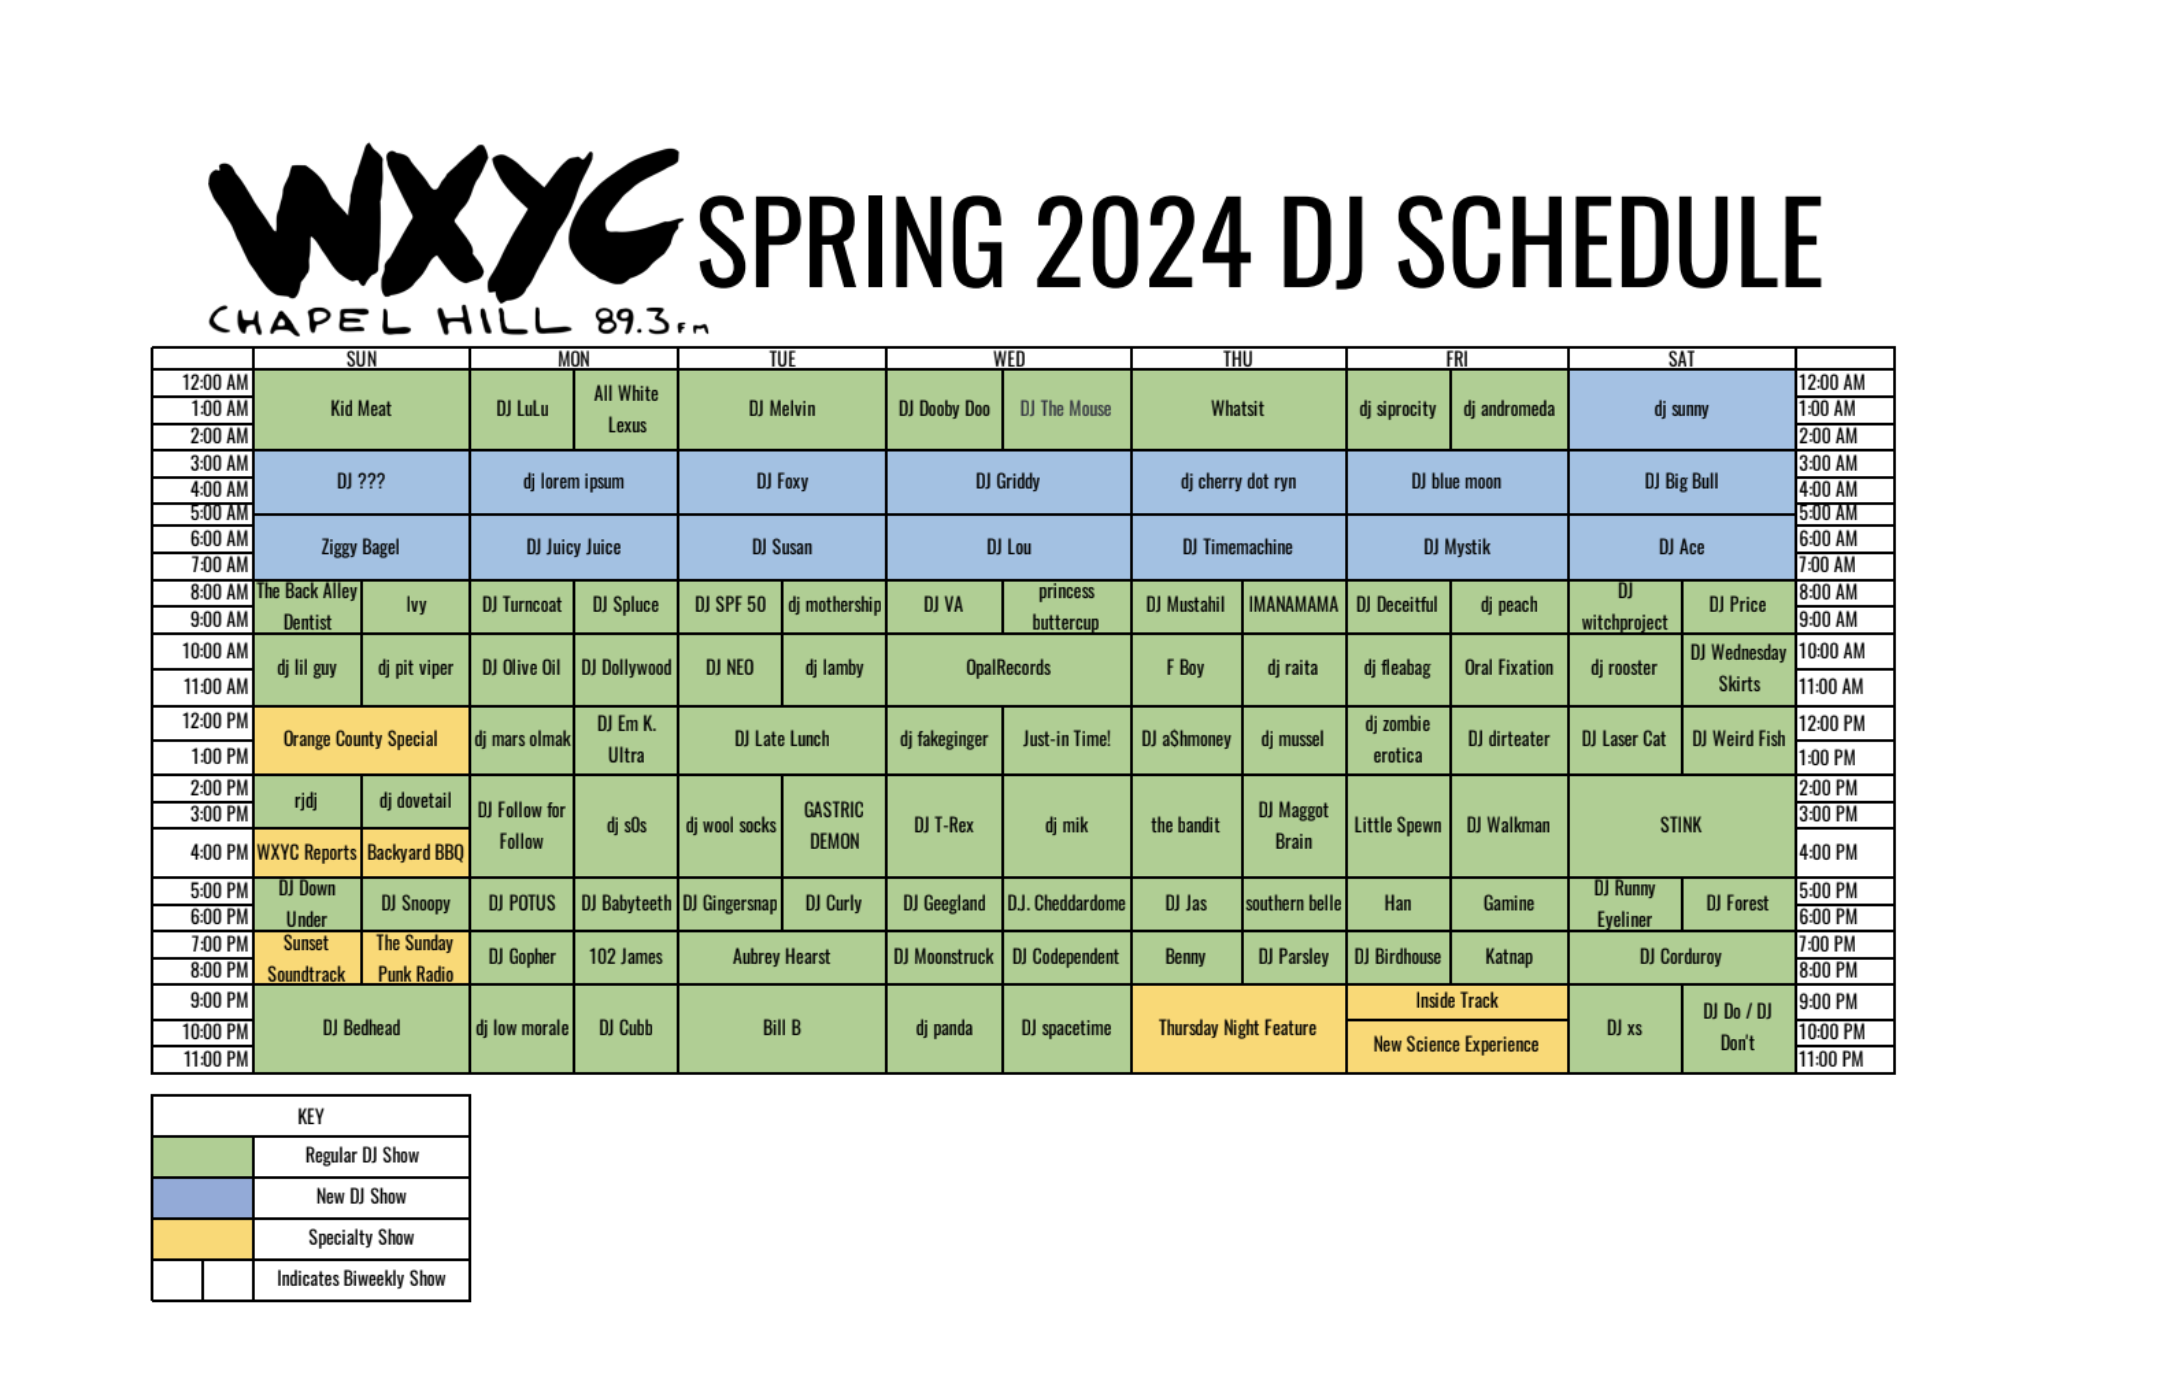 WXYC SPRING 2024 DJ SCHEDULE
CHAPEL HILL 89.3 FM
SUN MON TUE WED THU FRI SAT
12:00 AM 12:00 AM
1:00 AM 1:00 AM
2:00 AM 2:00 AM
Kid Meat DJ LuLu All White Lexus DJ Melvin DJ Dooby Doo DJ The Mouse Whatsit dj siprocity dj andromeda dj sunny
3:00 AM 3:00 AM
4:00 AM 4:00 AM
5:00 AM 5:00 AM
DJ ??? dj lorem ipsum DJ Foxy DJ Griddy dj cherry dot ryn DJ blue moon DJ Big Bull
6:00 AM 6:00 AM
7:00 AM 7:00 AM
Ziggy Bagel DJ Juicy Juice DJ Susan DJ Lou DJ Timemachine DJ Mystik DJ Ace
8:00 AM 8:00 AM
9:00 AM 9:00 AM
The Back Alley Dentist Ivy DJ Turncoat DJ Spluce DJ SPF 50 dj mothership DJ VA princess buttercup DJ Mustahil IMANAMAMA DJ Deceitful dj peach DJ witchproject DJ Price
10:00 AM 10:00 AM
11:00 AM 11:00 AM
dj lil guy dj pit viper DJ Olive Oil DJ Dollywood DJ NEO dj lamby OpalRecords F Boy dj raita dj fleabag Oral Fixation dj rooster DJ Wednesday Skirts
12:00 PM 12:00 PM
1:00 PM 1:00 PM
Orange County Special dj mars olmak DJ Em K. Ultra DJ Late Lunch dj fakeginger Just-in Time! DJ a$hmoney dj mussel dj zombie erotica DJ dirteater DJ Laser Cat DJ Weird Fish
2:00 PM 2:00 PM
3:00 PM 3:00 PM
rjdj dj dovetail DJ Follow for Follow dj s0s dj wool socks GASTRIC DEMON DJ T-Rex dj mik the bandit DJ Maggot Brain Little Spewn DJ Walkman STINK
4:00 PM WXYC Reports Backyard BBQ 4:00 PM
5:00 PM 5:00 PM
6:00 PM 6:00 PM
DJ Down Under DJ Snoopy DJ POTUS DJ Babyteeth DJ Gingersnap DJ Curly DJ Geegland D.J. Cheddardome DJ Jas southern belle Han Gamine DJ Runny Eyeliner DJ Forest
7:00 PM 7:00 PM
8:00 PM 8:00 PM
Sunset Soundtrack The Sunday Punk Radio DJ Gopher 102 James Aubrey Hearst DJ Moonstruck DJ Codependent Benny DJ Parsley DJ Birdhouse Katnap DJ Corduroy
9:00 PM Inside Track 9:00 PM
10:00 PM 10:00 PM
11:00 PM 11:00 PM
DJ Bedhead dj low morale DJ Cubb Bill B dj panda DJ spacetime Thursday Night Feature New Science Experience DJ xs DJ Do / DJ Don't
KEY
Regular DJ Show
New DJ Show
Specialty Show
Indicates Biweekly Show